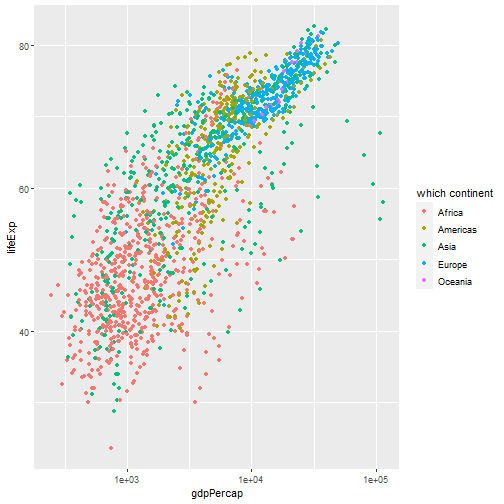 80
60
40
lifeExp
1e+03
1e+04
1e+05
gdpPercap
which continent
Africa
Americas
Asia
Europe
Oceania